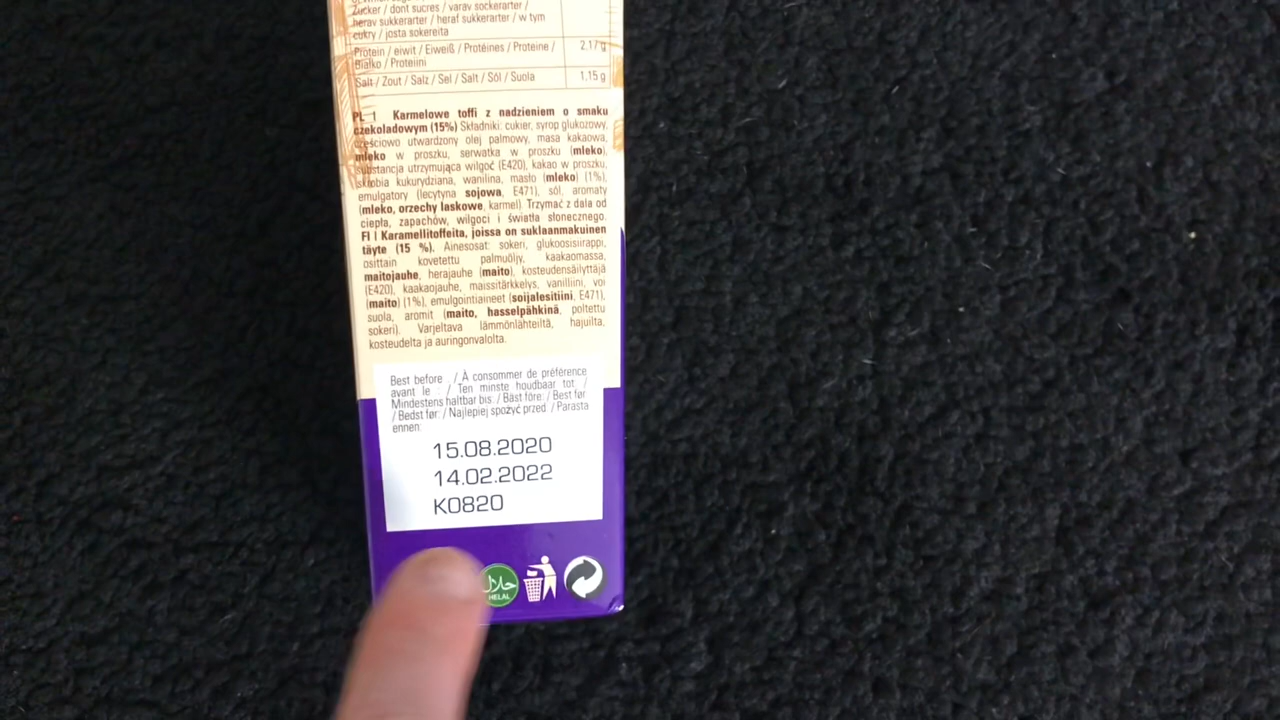 Zucker / dont sucres / varav sockerarter /
herav sukkerarter / heraf sukkerarter / w tym
cukry / josta sokereita
Protein / eiwit / Eiweiß / Protéines / Proteine / 2.17 g
Białko / Proteiini
Salt / Zout / Salz / Sel / Salt / Sól / Suola 1,15 g
PL | Karmelowe toffi z nadzieniem o smaku
czekoladowym (15%) Składniki: cukier, syrop glukozowy,
częściowo utwardzony olej palmowy, masa kakaowa,
mleko w proszku, serwatka w proszku (mleko),
substancja utrzymująca wilgoć (E420), kakao w proszku,
skrobia kukurydziana, wanilina, masło (mleko) (1%),
emulgatory (lecytyna sojowa, E471), sól, aromaty
(mleko, orzechy laskowe, karmel). Trzymać z dala od
ciepła, zapachów, wilgoci i światła słonecznego.
FI | Karamellitoffeita, joissa on suklaanmakuinen
täyte (15 %). Ainesosat: sokeri, glukoosisiirappi,
osittain kovetettu palmuöljy, kaakaomassa,
maitojauhe, herajauhe (maito), kosteudensäilyttäjä
(E420), kaakaojauhe, maissitärkkelys, vanilliini, voi
(maito) (1%), emulgointiaineet (soijalesitiini, E471),
suola, aromit (maito, hasselpähkinä, poltettu
sokeri). Varjeltava lämmönlähteiltä, hajuilta,
kosteudelta ja auringonvalolta.
Best before : / À consommer de préférence
avant le : / Ten minste houdbaar tot: /
Mindestens haltbar bis: / Bäst före: / Best før
/ Bedst før: / Najlepiej spożyć przed: / Parasta
ennen:
15.08.2020
14.02.2022
K0820
حلال
HELAL